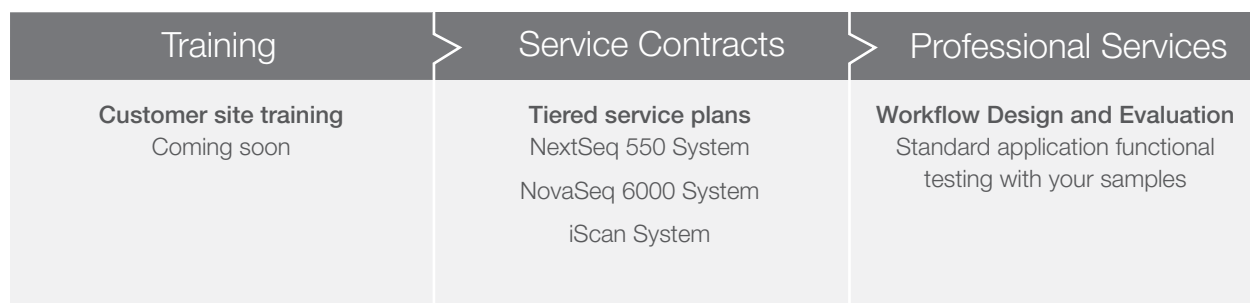 Training
Service Contracts
Professional Services
Customer site training
Coming soon
Tiered service plans
NextSeq 550 System
NovaSeq 6000 System
iScan System
Workflow Design and Evaluation
Standard application functional
testing with your samples